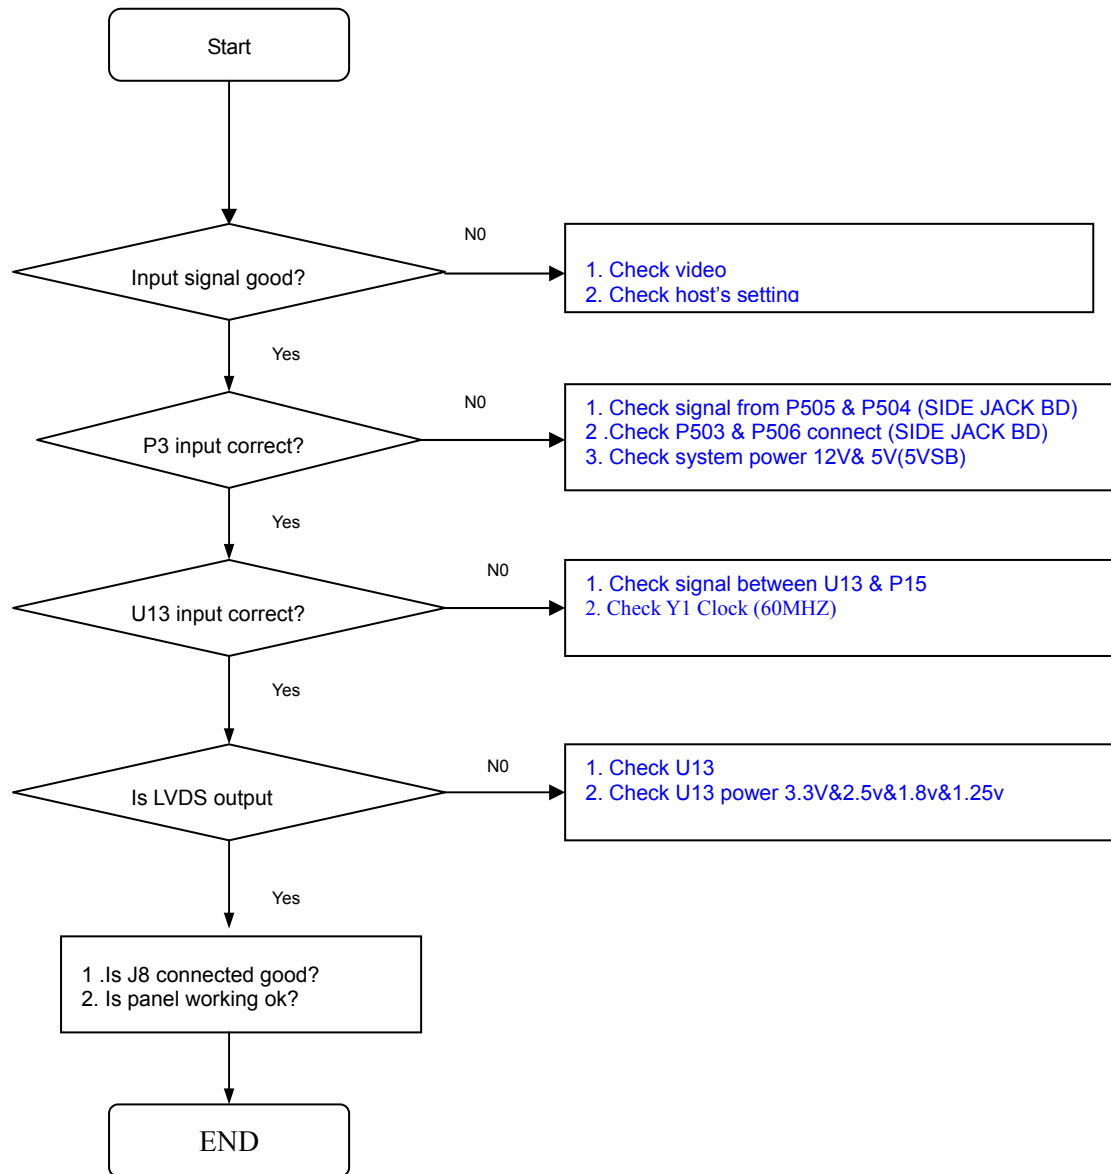 Start
Input signal good?
N0
1. Check video
2. Check host's setting
Yes
P3 input correct?
N0
1. Check signal from P505 & P504 (SIDE JACK BD)
2 .Check P503 & P506 connect (SIDE JACK BD)
3. Check system power 12V& 5V(5VSB)
Yes
U13 input correct?
N0
1. Check signal between U13 & P15
2. Check Y1 Clock (60MHZ)
Yes
Is LVDS output
N0
1. Check U13
2. Check U13 power 3.3V&2.5v&1.8v&1.25v
Yes
1 .Is J8 connected good?
2. Is panel working ok?
END